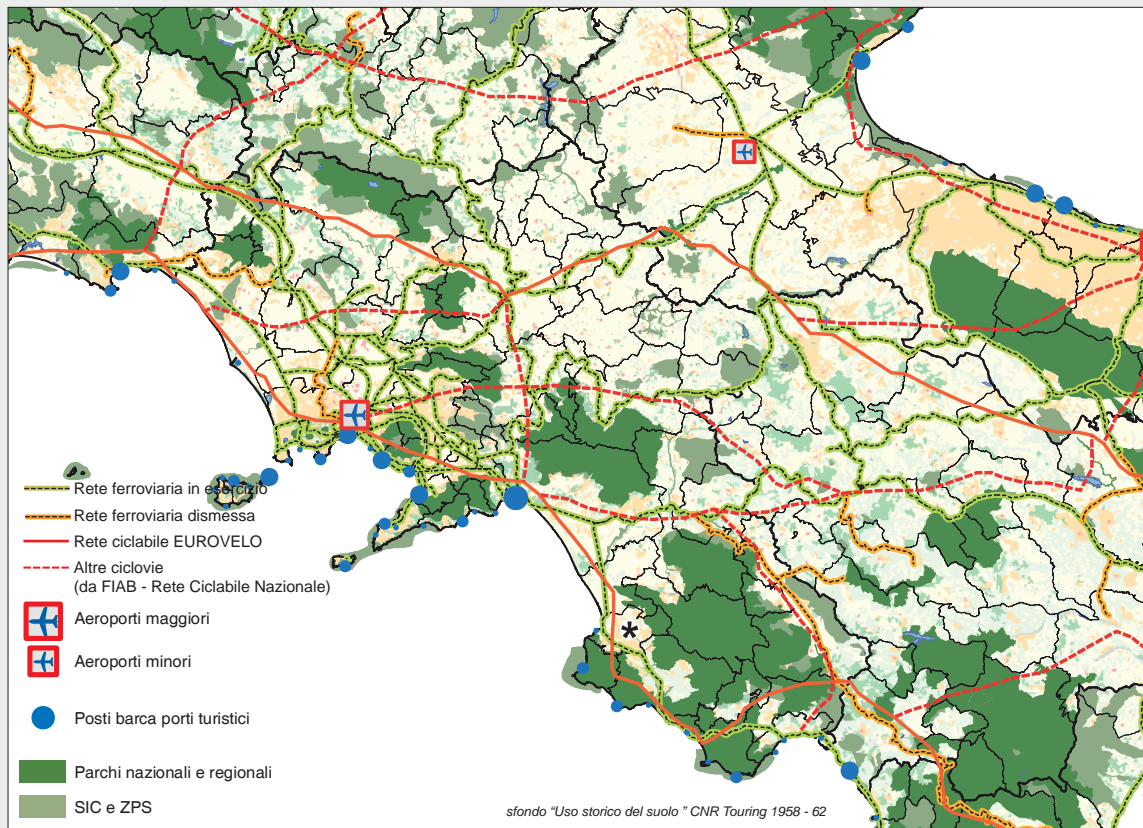 Rete ferroviaria in esercizio
Rete ferroviaria dismessa
Rete ciclabile EUROVELO
Altre ciclovie
(da FIAB - Rete Ciclabile Nazionale)
Aeroporti maggiori
Aeroporti minori
Posti barca porti turistici
Parchi nazionali e regionali
SIC e ZPS
*
sfondo “Uso storico del suolo ” CNR Touring 1958 - 62